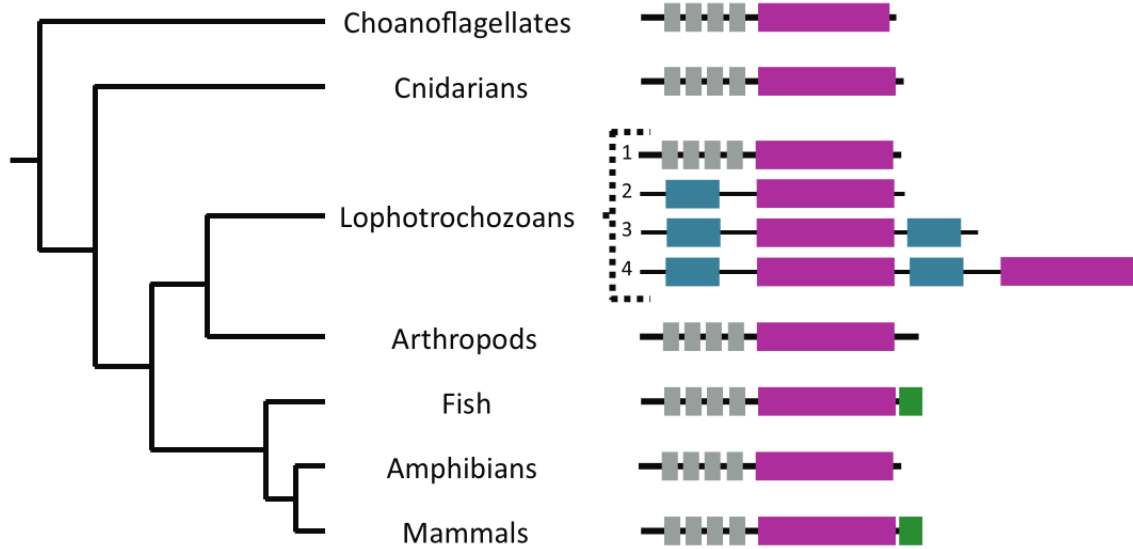 Choanoflagellates
Cnidarians
1
2
Lophotrochozoans
3
4
Arthropods
Fish
Amphibians
Mammals